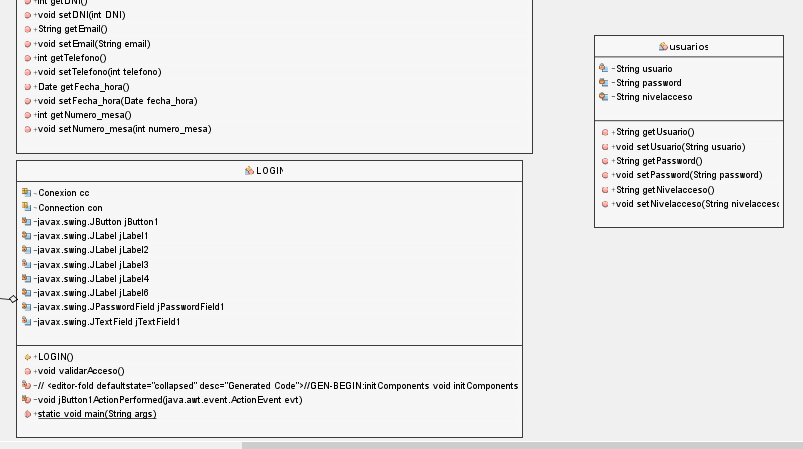 +int getDNI()
+void setDNI(int DNI)
+String getEmail()
+void setEmail(String email)
+int getTelefono()
+void setTelefono(int telefono)
+Date getFecha_hora()
+void setFecha_hora(Date fecha_hora)
+int getNumero_mesa()
+void setNumero_mesa(int numero_mesa)
LOGIN
~Conexion cc
~Connection con
-javax.swing.JButton jButton1
-javax.swing.JLabel jLabel1
-javax.swing.JLabel jLabel2
-javax.swing.JLabel jLabel3
-javax.swing.JLabel jLabel4
-javax.swing.JLabel jLabel6
-javax.swing.JPasswordField jPasswordField1
-javax.swing.JTextField jTextField1
+LOGIN()
+void validarAcceso()
-// <editor-fold defaultstate="collapsed" desc="Generated Code">//GEN-BEGIN:initComponents void initComponents
-void jButton1ActionPerformed(java.awt.event.ActionEvent evt)
+static void main(String args)
usuarios
-String usuario
-String password
-String nivelacceso
+String getUsuario()
+void setUsuario(String usuario)
+String getPassword()
+void setPassword(String password)
+String getNivelacceso()
+void setNivelacceso(String nivelacceso